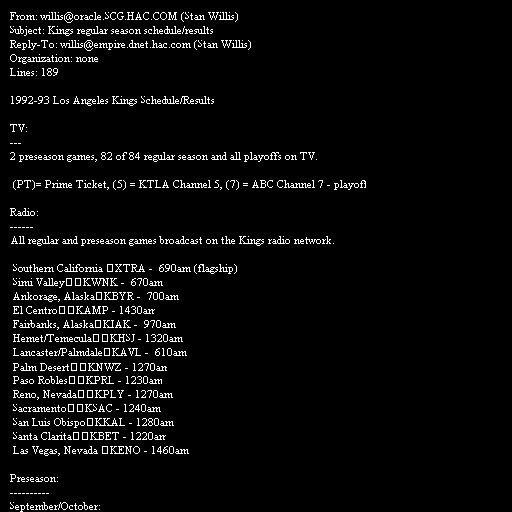 From: willis@oracle.SCG.HAC.COM (Stan Willis)
Subject: Kings regular season schedule/results
Reply-To: willis@empire.dnet.hac.com (Stan Willis)
Organization: none
Lines: 189

1992-93 Los Angeles Kings Schedule/Results

TV:
---
2 preseason games, 82 of 84 regular season and all playoffs on TV.

(PT)= Prime Ticket, (5) = KTLA Channel 5, (7) = ABC Channel 7 - playof

Radio:
------
All regular and preseason games broadcast on the Kings radio network.

Southern California □XTRA - 690am (flagship)
Simi Valley□□KWNK - 670am
Ankorage, Alaska□KBYR - 700am
El Centro□□KAMP - 1430am
Fairbanks, Alaska□KIAK - 970am
Hemet/Temecula□□KHSJ - 1320am
Lancaster/Palmdale□KAVL - 610am
Palm Desert□□KNWZ - 1270am
Paso Robles□□KPRL - 1230am
Reno, Nevada□□KPLY - 1270am
Sacramento□□KSAC - 1240am
San Luis Obispo□KKAL - 1280am
Santa Clarita□□KBET - 1220am
Las Vegas, Nevada □KENO - 1460am

Preseason:
----------
September/October: